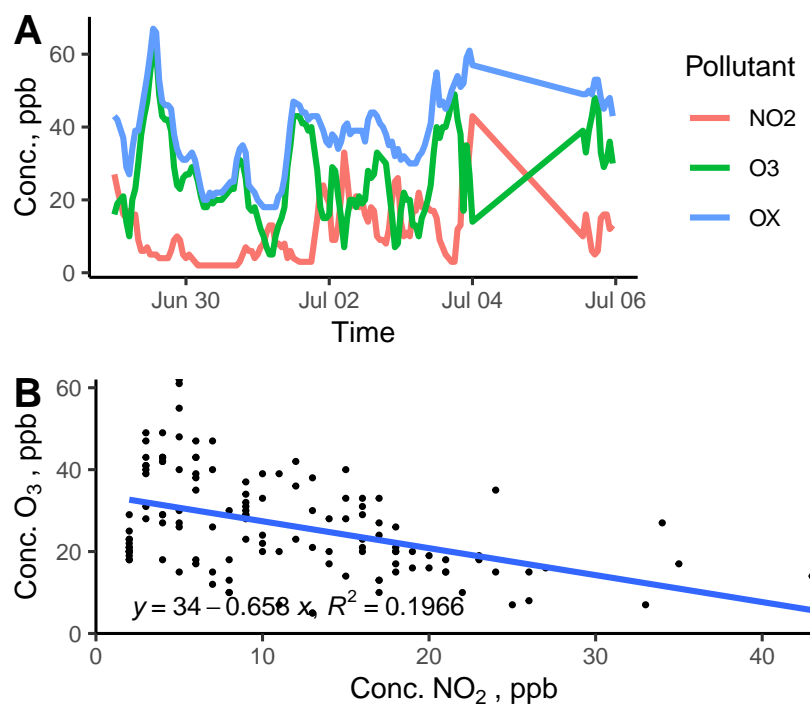 A
Conc., ppb
60
40
20
0
Jun 30
Jul 02
Jul 04
Jul 06
Time
Pollutant
NO2
O3
OX
B
Conc. O₃ , ppb
60
40
20
0
y = 34 − 0.658 x, R² = 0.1966
0
10
20
30
40
Conc. NO₂ , ppb